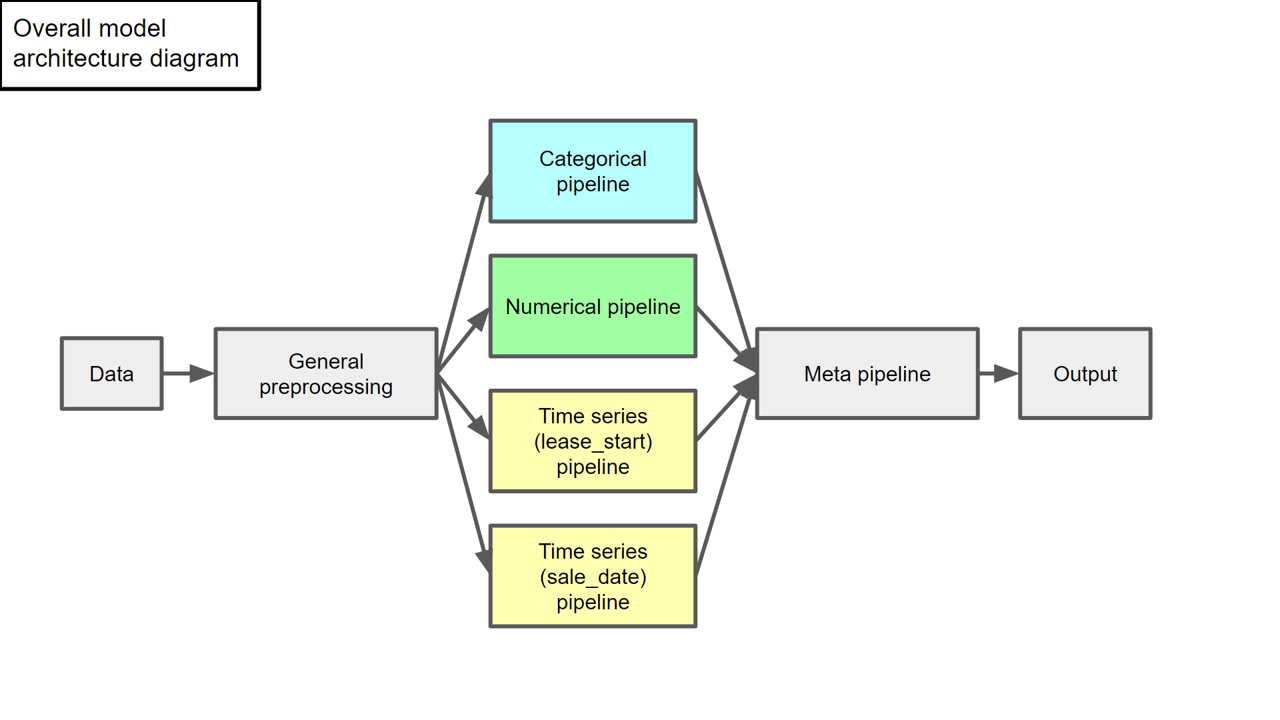 Overall model
architecture diagram
Data
General
preprocessing
Categorical
pipeline
Numerical pipeline
Time series
(lease_start)
pipeline
Time series
(sale_date)
pipeline
Meta pipeline
Output